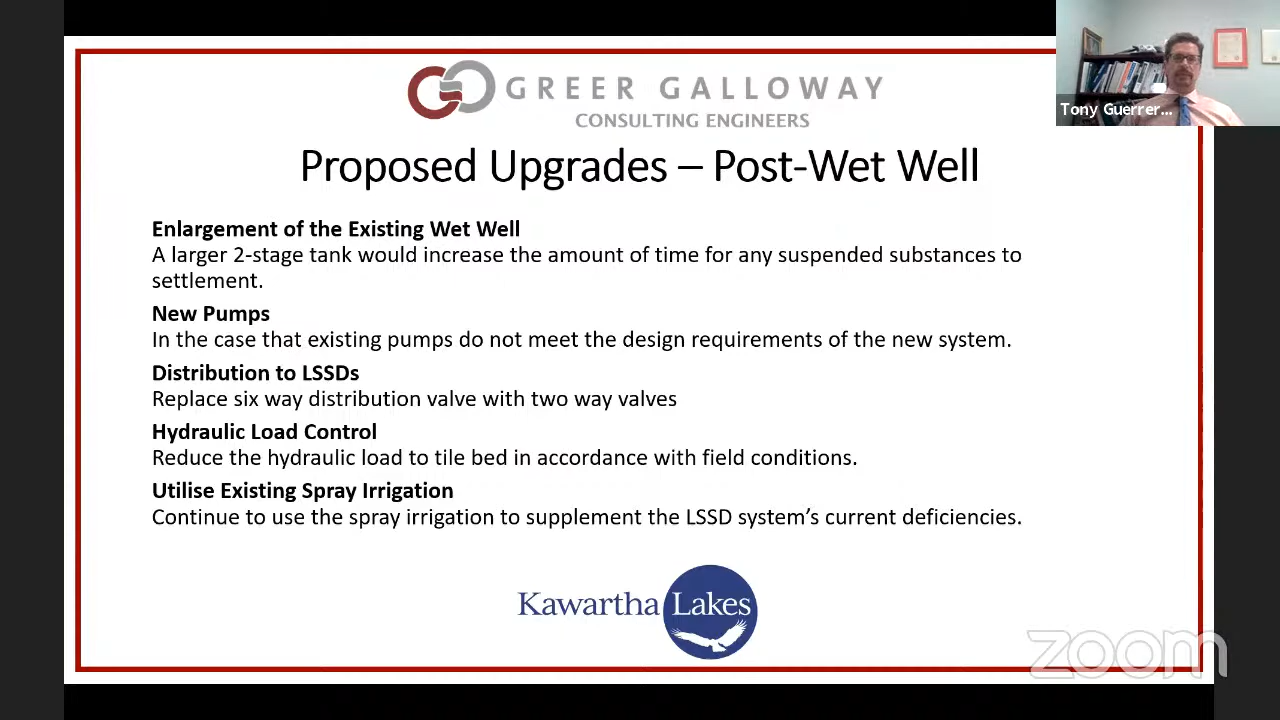 GREER GALLOWAY
CONSULTING ENGINEERS
Tony Guerrer...
Proposed Upgrades – Post-Wet Well
Enlargement of the Existing Wet Well
A larger 2-stage tank would increase the amount of time for any suspended substances to
settlement.
New Pumps
In the case that existing pumps do not meet the design requirements of the new system.
Distribution to LSSDs
Replace six way distribution valve with two way valves
Hydraulic Load Control
Reduce the hydraulic load to tile bed in accordance with field conditions.
Utilise Existing Spray Irrigation
Continue to use the spray irrigation to supplement the LSSD system's current deficiencies.
Kawartha Lakes
zoom